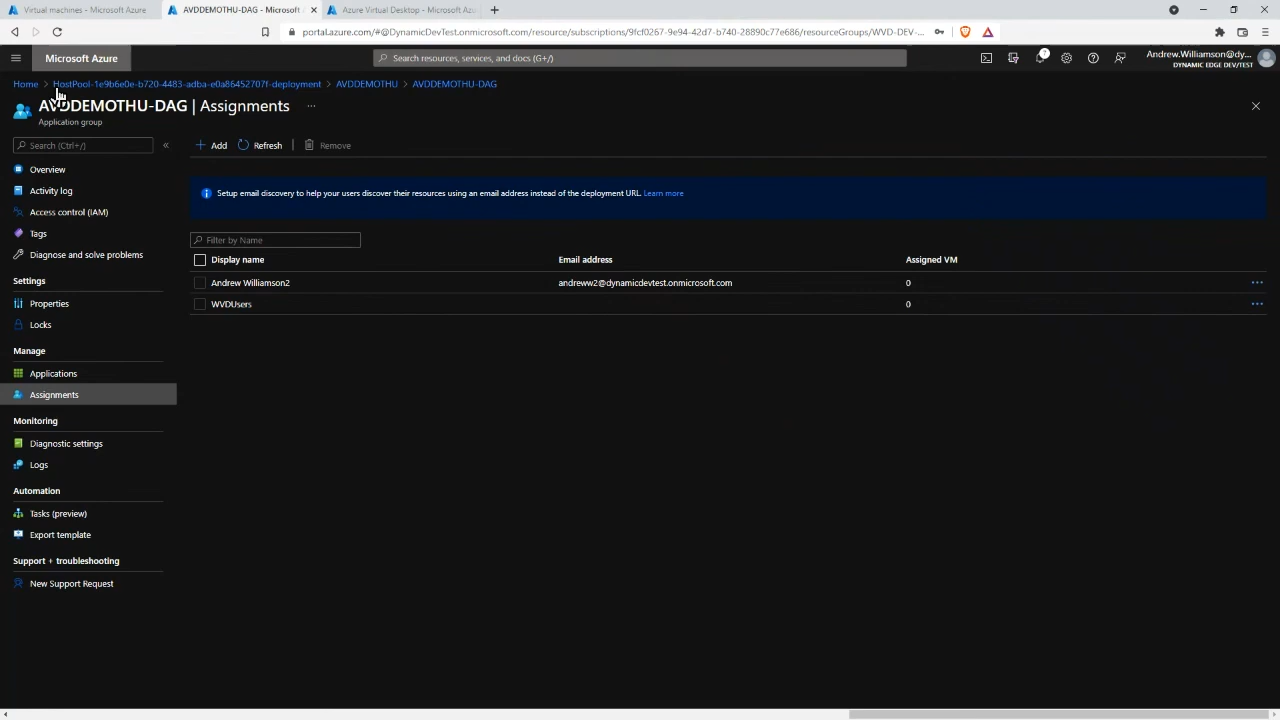 Virtual machines - Microsoft Azure
AVDDEMOTHU-DAG - Microsoft Azu
Azure Virtual Desktop - Microsoft Azu
portal.azure.com/#@DynamicDevTest.onmicrosoft.com/resource/subscriptions/9fcf0267-9e94-42d7-b740-28890c77e686/resourceGroups/WVD-DEV-...
Microsoft Azure
Search resources, services, and docs (G+/)
Andrew.Williamson@dy...
DYNAMIC EDGE DEV/TEST
Home > HostPool-1e9b6e0e-b720-4483-adba-e0a86452707f-deployment > AVDDEMOTHU > AVDDEMOTHU-DAG
AVDDEMOTHU-DAG | Assignments ...
Application group
Search (Ctrl+/)
Add
Refresh
Remove
Overview
Activity log
Access control (IAM)
Tags
Diagnose and solve problems
Settings
Properties
Locks
Manage
Applications
Assignments
Monitoring
Diagnostic settings
Logs
Automation
Tasks (preview)
Export template
Support + troubleshooting
New Support Request
Setup email discovery to help your users discover their resources using an email address instead of the deployment URL. Learn more
Filter by Name
Display name Email address Assigned VM
Andrew Williamson2 andreww2@dynamicdevtest.onmicrosoft.com 0
WVDUsers 0